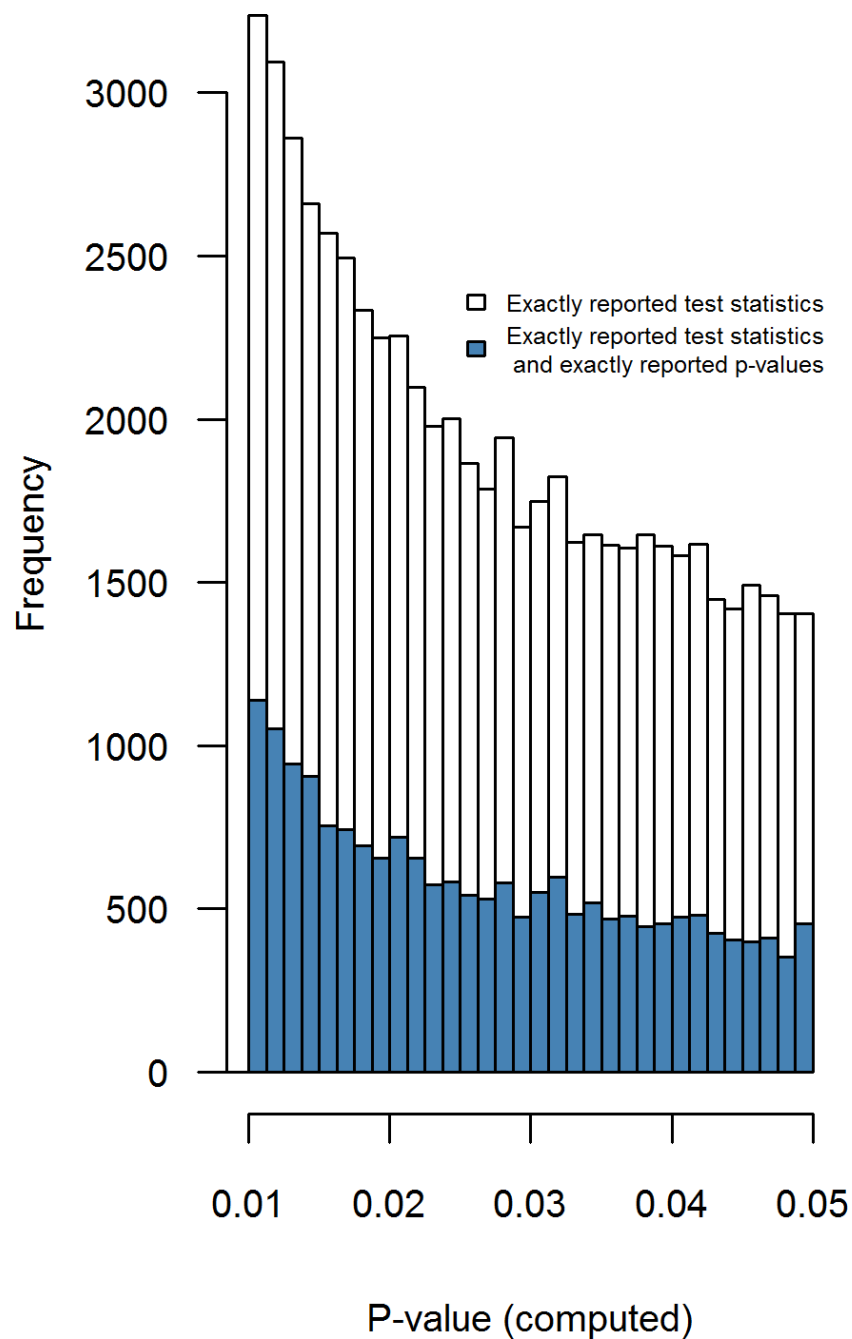 3000
2500
2000
1500
1000
500
0
Frequency
Exactly reported test statistics
Exactly reported test statistics
and exactly reported p-values
0.01 0.02 0.03 0.04 0.05
P-value (computed)